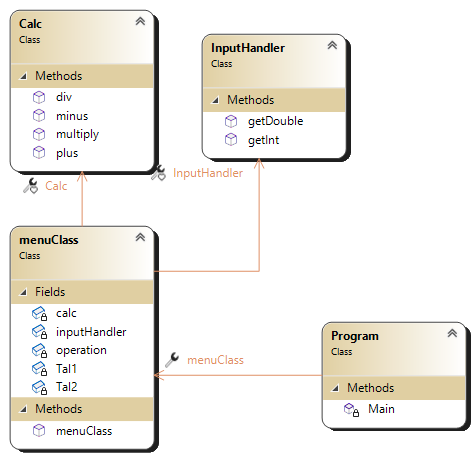 Calc
Class
Methods
div
minus
multiply
plus
InputHandler
Class
Methods
getDouble
getInt
Calc
InputHandler
menuClass
Class
Fields
calc
inputHandler
operation
Tal1
Tal2
Methods
menuClass
menuClass
Program
Class
Methods
Main